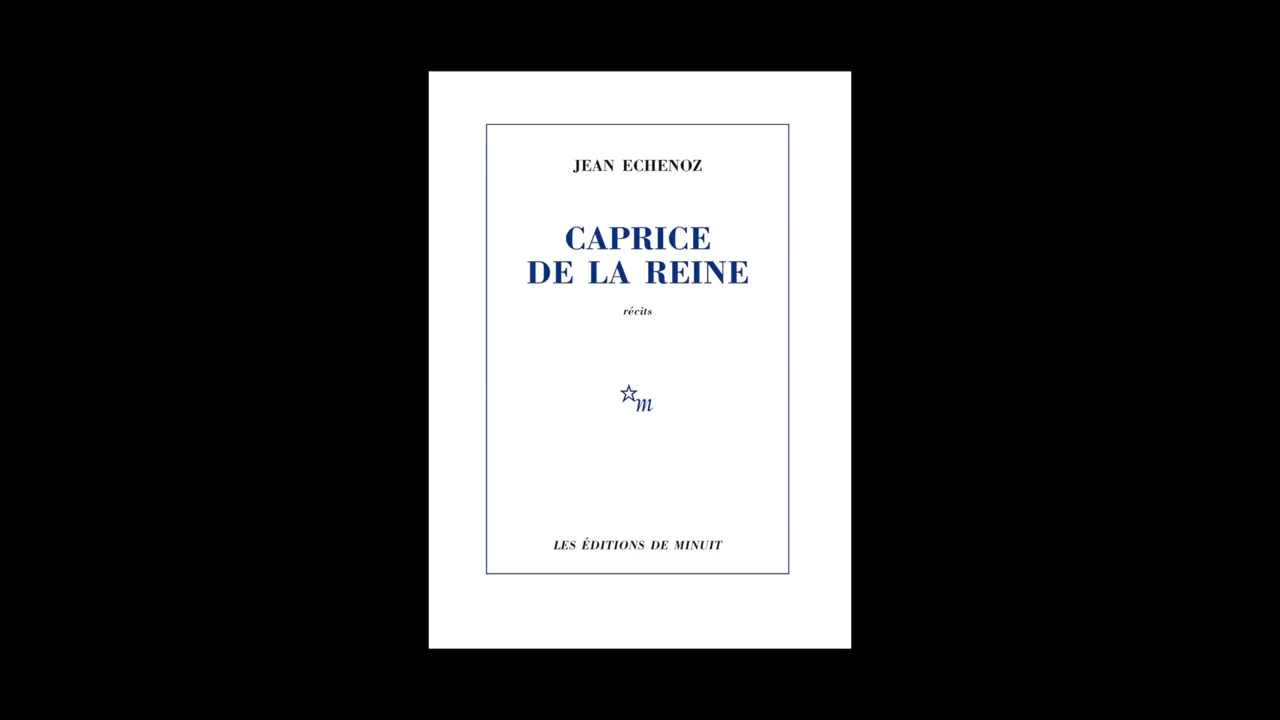 JEAN ECHENOZ
CAPRICE
DE LA REINE
récits
m
LES ÉDITIONS DE MINUIT